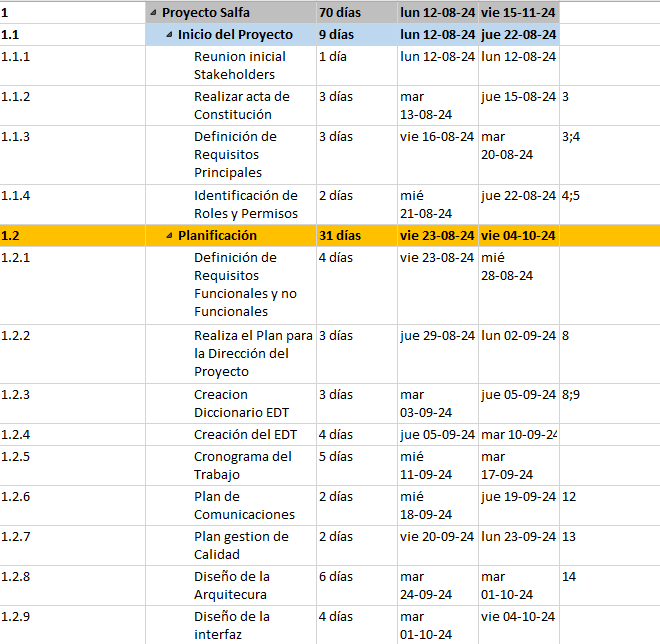 1 Proyecto Salfa 70 días lun 12-08-24 vie 15-11-24
1.1 Inicio del Proyecto 9 días lun 12-08-24 jue 22-08-24
1.1.1 Reunion inicial 1 día lun 12-08-24 lun 12-08-24
Stakeholders
1.1.2 Realizar acta de 3 días mar jue 15-08-24 3
Constitución 13-08-24
1.1.3 Definición de 3 días vie 16-08-24 mar 3;4
Requisitos 20-08-24
Principales
1.1.4 Identificación de 2 días mié jue 22-08-24 4;5
Roles y Permisos 21-08-24
1.2 Planificación 31 días vie 23-08-24 vie 04-10-24
1.2.1 Definición de 4 días vie 23-08-24 mié
Requisitos 28-08-24
Funcionales y no
Funcionales
1.2.2 Realiza el Plan para 3 días jue 29-08-24 lun 02-09-24 8
la Dirección del
Proyecto
1.2.3 Creacion 3 días mar jue 05-09-24 8;9
Diccionario EDT 03-09-24
1.2.4 Creación del EDT 4 días jue 05-09-24 mar 10-09-24
1.2.5 Cronograma del 5 días mié mar
Trabajo 11-09-24 17-09-24
1.2.6 Plan de 2 días mié jue 19-09-24 12
Comunicaciones 18-09-24
1.2.7 Plan gestion de 2 días vie 20-09-24 lun 23-09-24 13
Calidad
1.2.8 Diseño de la 6 días mar mar 14
Arquitecura 24-09-24 01-10-24
1.2.9 Diseño de la 4 días mar vie 04-10-24
interfaz 01-10-24